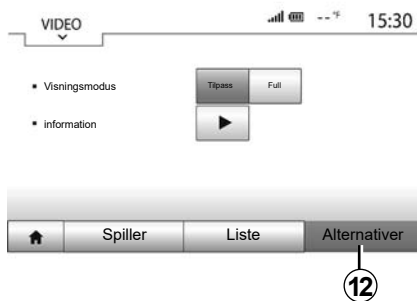 VIDEO
--°F 15:30
▪ Visningsmodus Tilpass Full
▪ information
Spiller Liste Alternativer
12